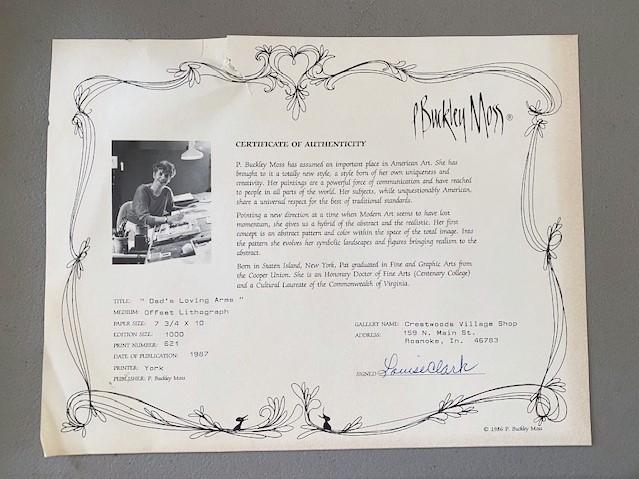 P Buckley Moss ®
CERTIFICATE OF AUTHENTICITY
P. Buckley Moss has assumed an important place in American Art. She has
brought to it a totally new style, a style born of her own uniqueness and
creativity. Her paintings are a powerful force of communication and have reached
to people in all parts of the world. Her subjects, while unquestionably American,
share a universal respect for the best of traditional standards.
Pointing a new direction at a time when Modern Art seems to have lost
momentum, she gives us a hybrid of the abstract and the realistic. Her first
concept is an abstract pattern and color within the space of the total image. Into
the pattern she evolves her symbolic landscapes and figures bringing realism to the
abstract.
Born in Staten Island, New York, Pat graduated in Fine and Graphic Arts from
the Cooper Union. She is an Honorary Doctor of Fine Arts (Centenary College)
and a Cultural Laureate of the Commonwealth of Virginia.
TITLE: " Dad's Loving Arms "
MEDIUM: Offset Lithograph
PAPER SIZE: 7 3/4 X 10
EDITION SIZE: 1000
PRINT NUMBER: 621
DATE OF PUBLICATION: 1987
PRINTER: York
PUBLISHER: P. Buckley Moss
GALLERY NAME: Crestwoods Village Shop
ADDRESS: 159 N. Main St.
Roanoke, In. 46783
SIGNED Louise Clark
© 1986 P. Buckley Moss